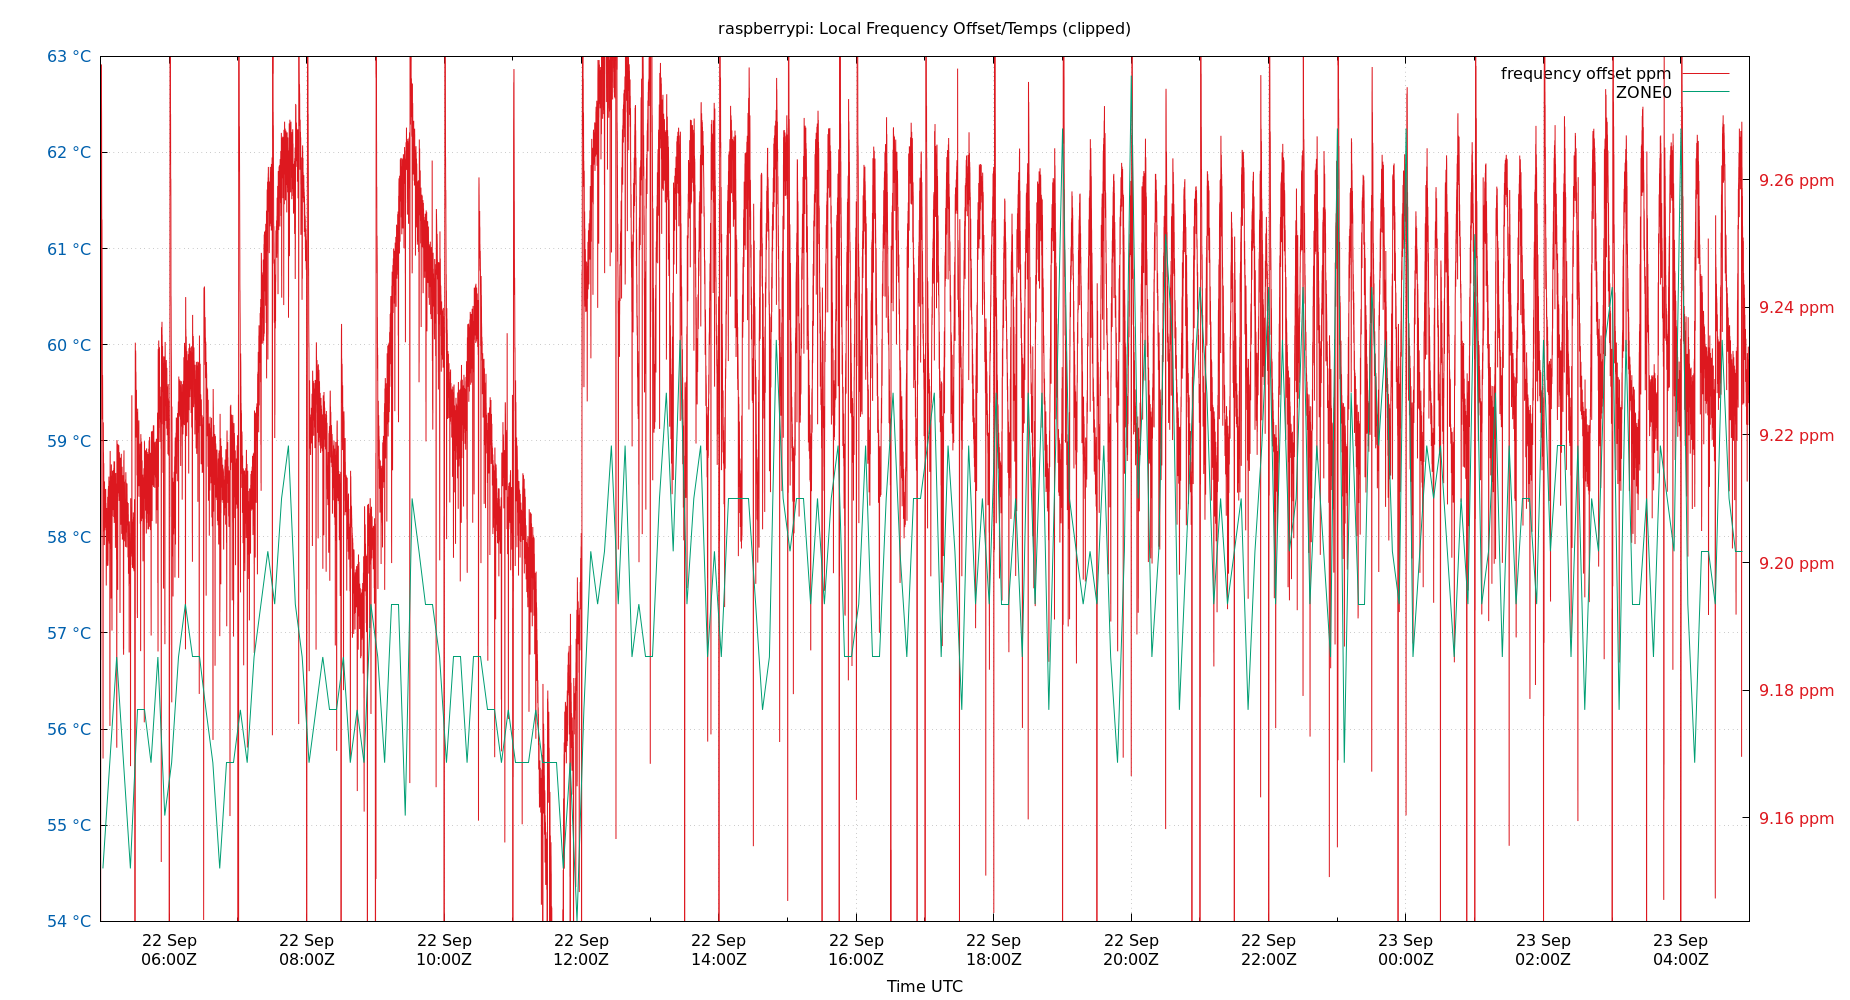 raspberrypi: Local Frequency Offset/Temps (clipped)
frequency offset ppm
ZONE0
63 °C
62 °C
61 °C
60 °C
59 °C
58 °C
57 °C
56 °C
55 °C
54 °C
9.26 ppm
9.24 ppm
9.22 ppm
9.20 ppm
9.18 ppm
9.16 ppm
22 Sep 22 Sep 22 Sep 22 Sep 22 Sep 22 Sep 22 Sep 22 Sep 22 Sep 23 Sep 23 Sep 23 Sep
06:00Z 08:00Z 10:00Z 12:00Z 14:00Z 16:00Z 18:00Z 20:00Z 22:00Z 00:00Z 02:00Z 04:00Z
Time UTC